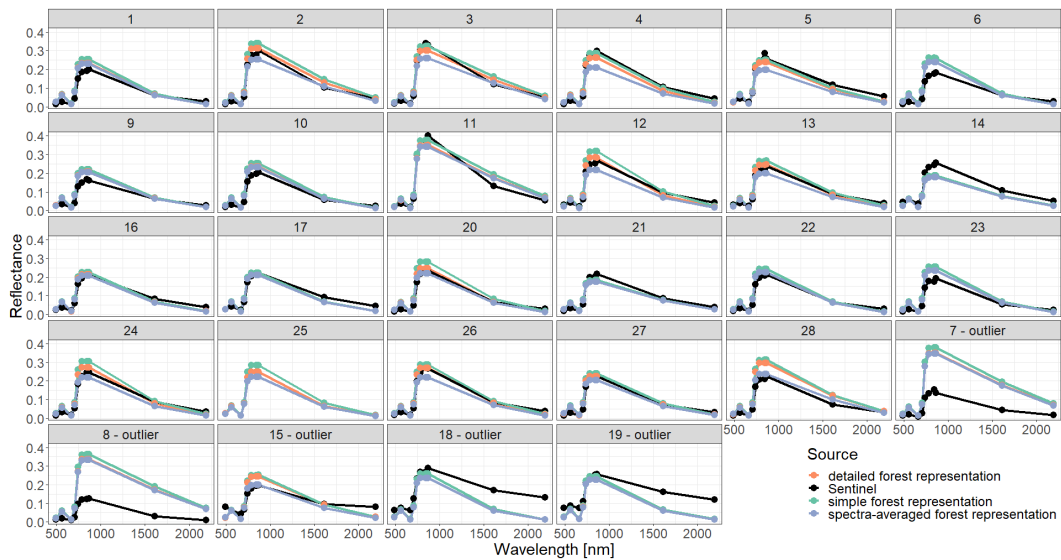 1 2 3 4 5 6
0.4
0.3
0.2
0.1
0.0
9 10 11 12 13 14
0.4
0.3
0.2
0.1
0.0
16 17 20 21 22 23
0.4
0.3
0.2
0.1
0.0
24 25 26 27 28 7 - outlier
0.4
0.3
0.2
0.1
0.0
500 1000 1500 2000 500 1000 1500 2000
8 - outlier 15 - outlier 18 - outlier 19 - outlier
0.4
0.3
0.2
0.1
0.0
500 1000 1500 2000 500 1000 1500 2000 500 1000 1500 2000 500 1000 1500 2000
Reflectance
Wavelength [nm]
Source
detailed forest representation
Sentinel
simple forest representation
spectra-averaged forest representation